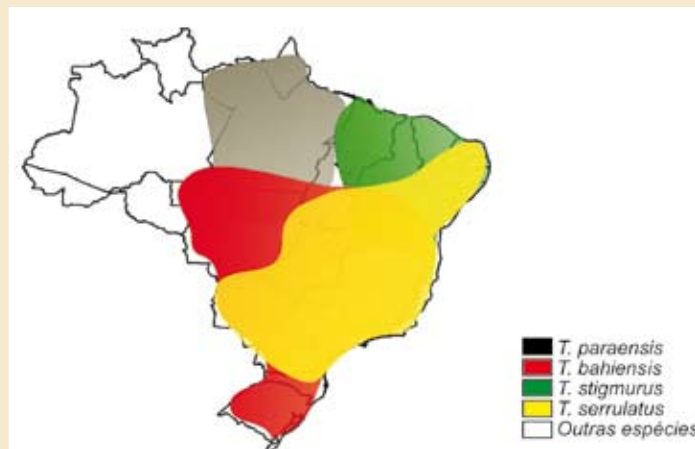 T. paraensis
T. bahiensis
T. stigmurus
T. serrulatus
Outras espécies